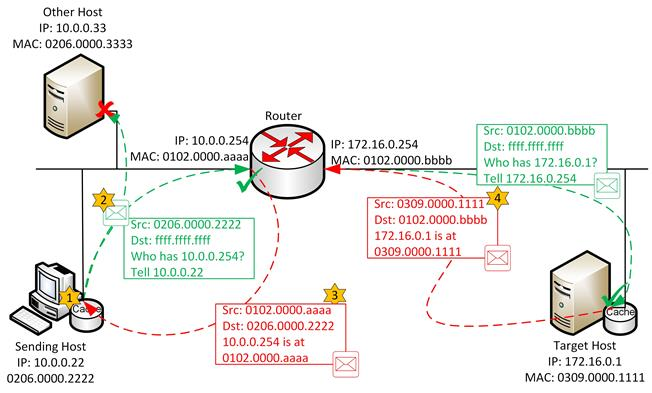 Other Host
IP: 10.0.0.33
MAC: 0206.0000.3333
Router
IP: 10.0.0.254
MAC: 0102.0000.aaaa
IP: 172.16.0.254
MAC: 0102.0000.bbbb
Src: 0102.0000.bbbb
Dst: ffff.ffff.ffff
Who has 172.16.0.1?
Tell 172.16.0.254
2
Src: 0206.0000.2222
Dst: ffff.ffff.ffff
Who has 10.0.0.254?
Tell 10.0.0.22
4
Src: 0309.0000.1111
Dst: 0102.0000.bbbb
172.16.0.1 is at
0309.0000.1111
1
Cache
3
Src: 0102.0000.aaaa
Dst: 0206.0000.2222
10.0.0.254 is at
0102.0000.aaaa
Cache
Sending Host
IP: 10.0.0.22
0206.0000.2222
Target Host
IP: 172.16.0.1
MAC: 0309.0000.1111